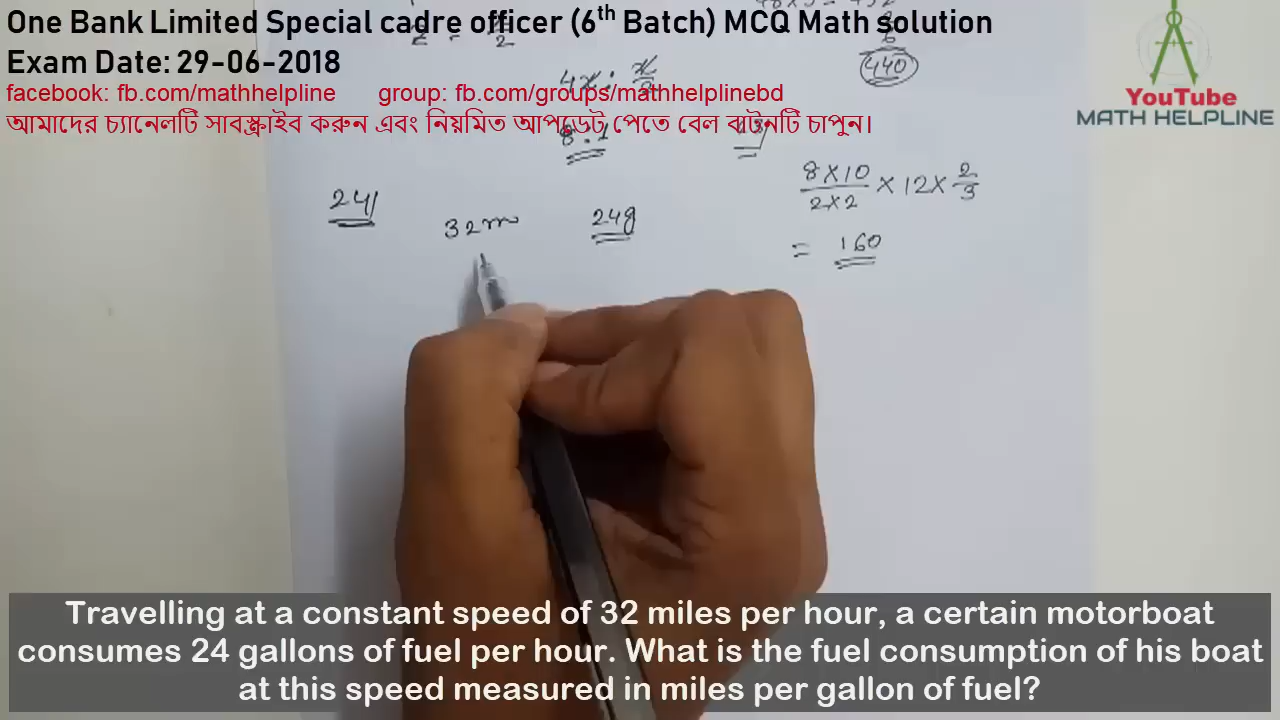 One Bank Limited Special cadre officer (6th Batch) MCQ Math solution
Exam Date: 29-06-2018
facebook: fb.com/mathhelpline group: fb.com/groups/mathhelplinebd
আমাদের চ্যানেলটি সাবস্ক্রাইব করুন এবং নিয়মিত আপডেট পেতে বেল বাটনটি চাপুন।
YouTube
MATH HELPLINE
440
8:1
8×10/2×2 × 12 × 2/3
= 160
24
32m 24g
Travelling at a constant speed of 32 miles per hour, a certain motorboat
consumes 24 gallons of fuel per hour. What is the fuel consumption of his boat
at this speed measured in miles per gallon of fuel?